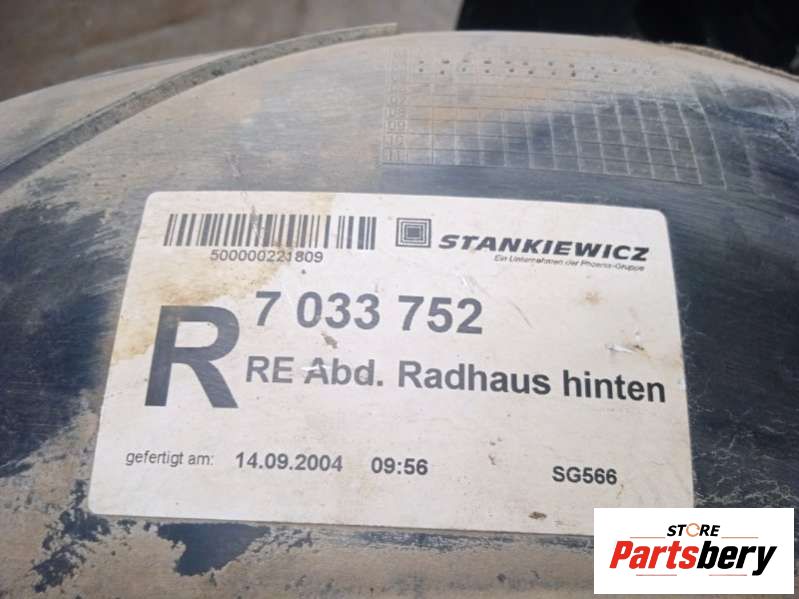 500000221809
STANKIEWICZ
Ein Unternehmen der Phoenix-Gruppe
R
7 033 752
RE Abd. Radhaus hinten
gefertigt am: 14.09.2004 09:56 SG566
STORE
Partsbery